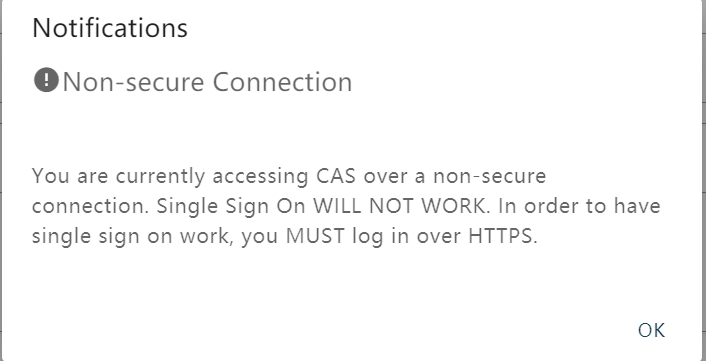 Notifications
Non-secure Connection
You are currently accessing CAS over a non-secure
connection. Single Sign On WILL NOT WORK. In order to have
single sign on work, you MUST log in over HTTPS.
OK